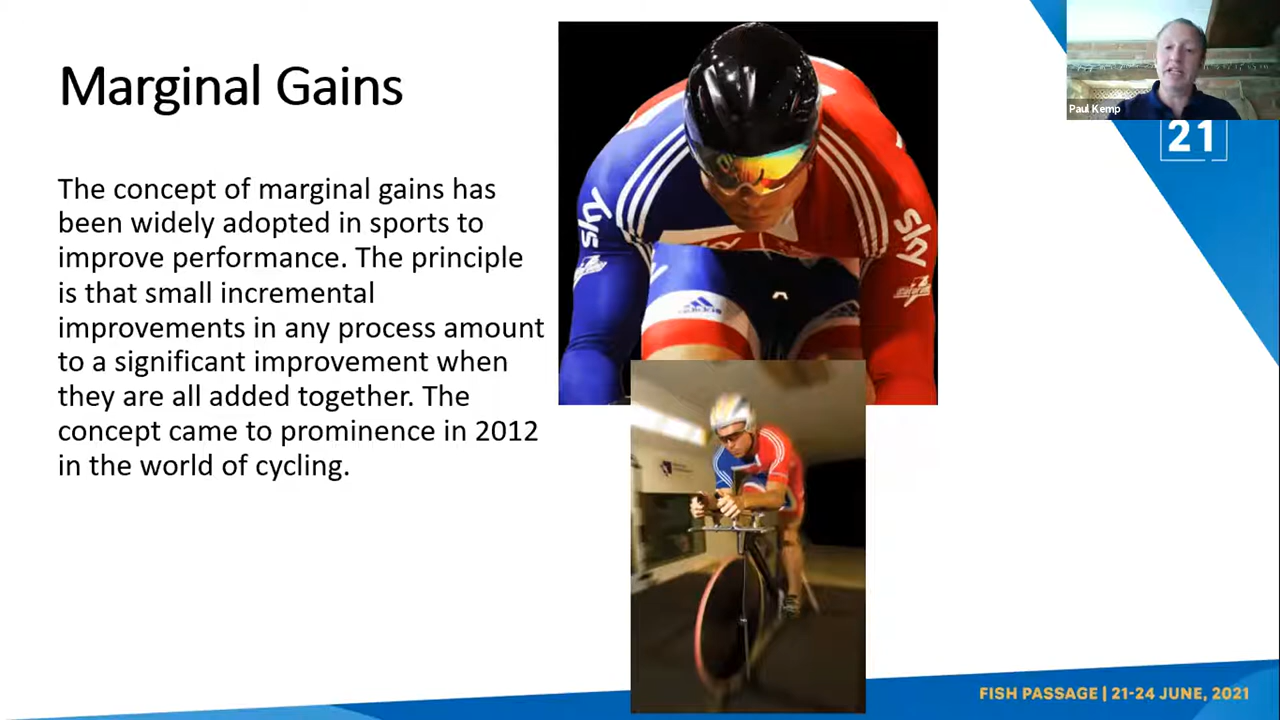 Marginal Gains
The concept of marginal gains has
been widely adopted in sports to
improve performance. The principle
is that small incremental
improvements in any process amount
to a significant improvement when
they are all added together. The
concept came to prominence in 2012
in the world of cycling.
sky
sky
adidas
Paul Kemp
21
FISH PASSAGE | 21-24 JUNE, 2021